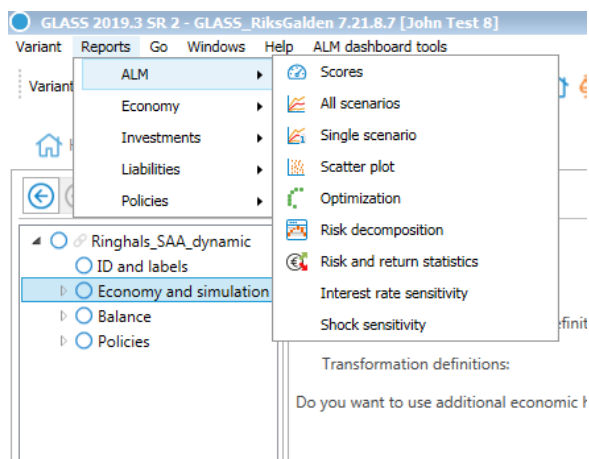 GLASS 2019.3 SR 2 - GLASS_RiksGalden 7.21.8.7 [John Test 8]
Variant Reports Go Windows Help ALM dashboard tools
Variant
ALM
Economy
Investments
Liabilities
Policies
Scores
All scenarios
Single scenario
Scatter plot
Optimization
Risk decomposition
Risk and return statistics
Interest rate sensitivity
Shock sensitivity
Ringhals_SAA_dynamic
ID and labels
Economy and simulation
Balance
Policies
Transformation definitions:
Do you want to use additional economic